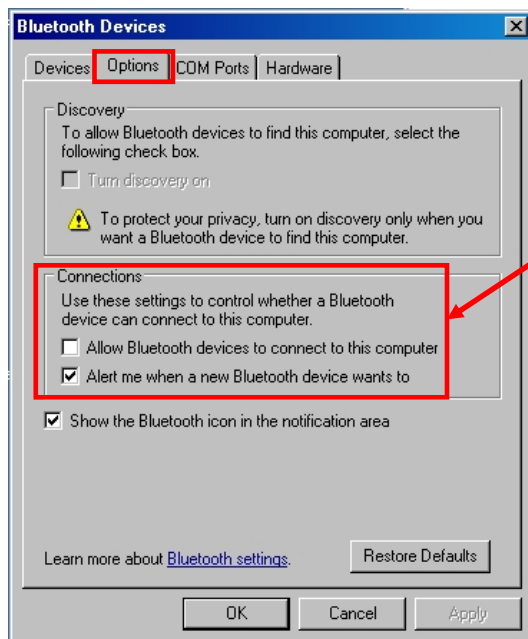 Bluetooth Devices
Devices Options COM Ports Hardware
Discovery
To allow Bluetooth devices to find this computer, select the
following check box.
Turn discovery on
To protect your privacy, turn on discovery only when you
want a Bluetooth device to find this computer.
Connections
Use these settings to control whether a Bluetooth
device can connect to this computer.
Allow Bluetooth devices to connect to this computer
Alert me when a new Bluetooth device wants to
Show the Bluetooth icon in the notification area
Learn more about Bluetooth settings.
Restore Defaults
OK Cancel Apply